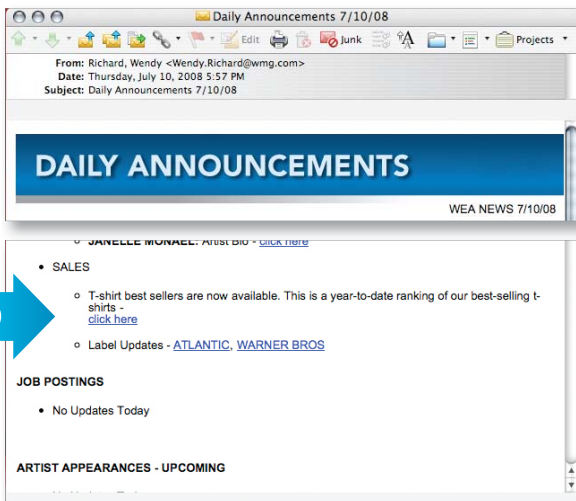 Daily Announcements 7/10/08
Edit Junk Projects
From: Richard, Wendy <Wendy.Richard@wmg.com>
Date: Thursday, July 10, 2008 5:57 PM
Subject: Daily Announcements 7/10/08
DAILY ANNOUNCEMENTS
WEA NEWS 7/10/08
JANELLE MONAEL: Artist Bio - click here
• SALES
T-shirt best sellers are now available. This is a year-to-date ranking of our best-selling t-
shirts -
click here
Label Updates - ATLANTIC, WARNER BROS
JOB POSTINGS
• No Updates Today
ARTIST APPEARANCES - UPCOMING